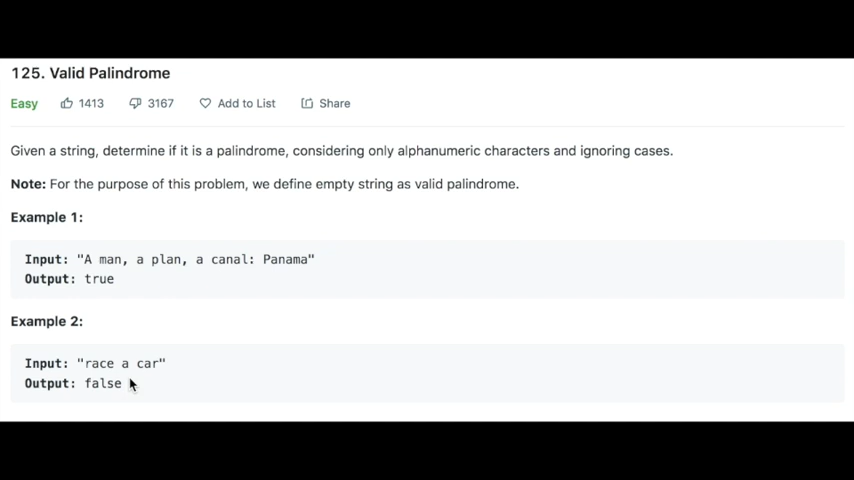 125. Valid Palindrome
Easy 1413 3167 Add to List Share
Given a string, determine if it is a palindrome, considering only alphanumeric characters and ignoring cases.
Note: For the purpose of this problem, we define empty string as valid palindrome.
Example 1:
Input: "A man, a plan, a canal: Panama"
Output: true
Example 2:
Input: "race a car"
Output: false